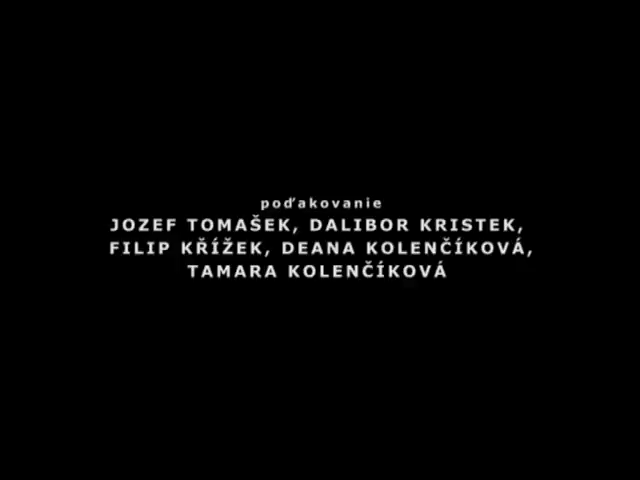 poďakovanie
JOZEF TOMAŠEK, DALIBOR KRISTEK,
FILIP KŘÍŽEK, DEANA KOLENČÍKOVÁ,
TAMARA KOLENČÍKOVÁ